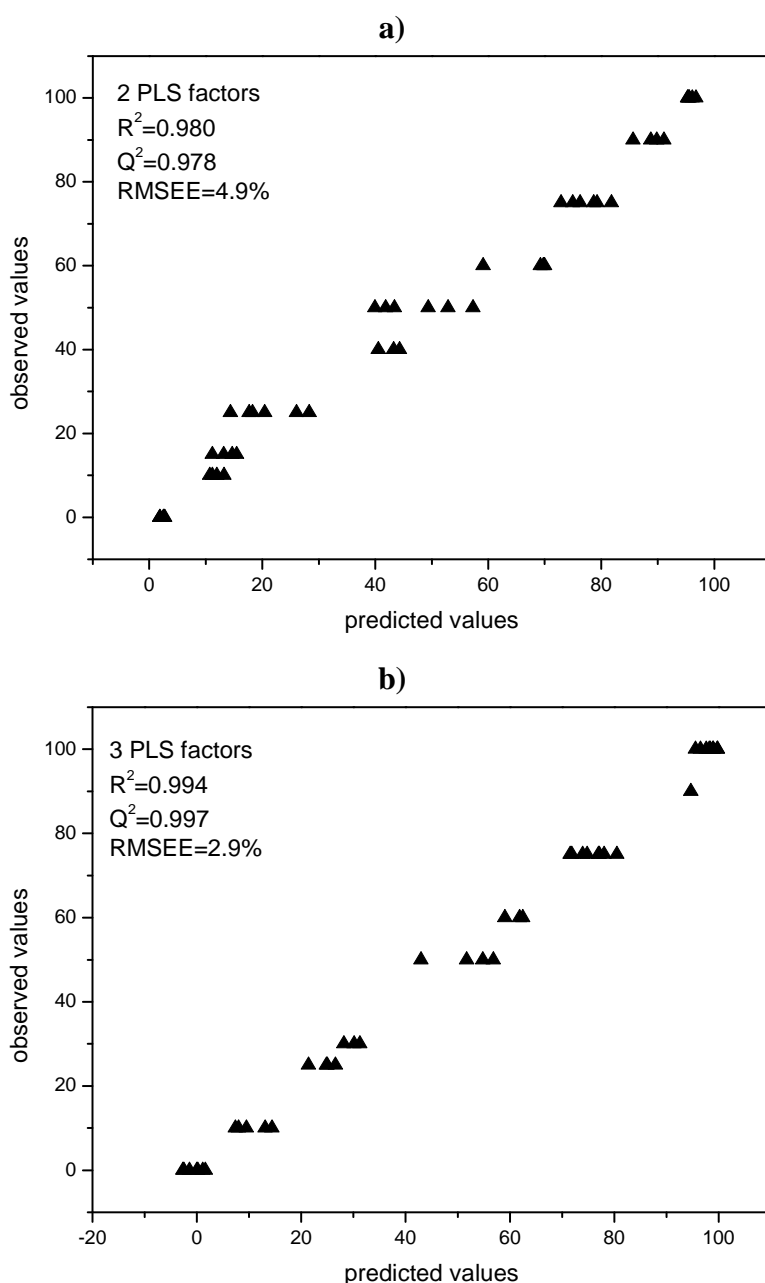 a)
2 PLS factors
R²=0.980
Q²=0.978
RMSEE=4.9%
observed values
100
80
60
40
20
0
0 20 40 60 80 100
predicted values
b)
3 PLS factors
R²=0.994
Q²=0.997
RMSEE=2.9%
observed values
100
80
60
40
20
0
-20 0 20 40 60 80 100
predicted values